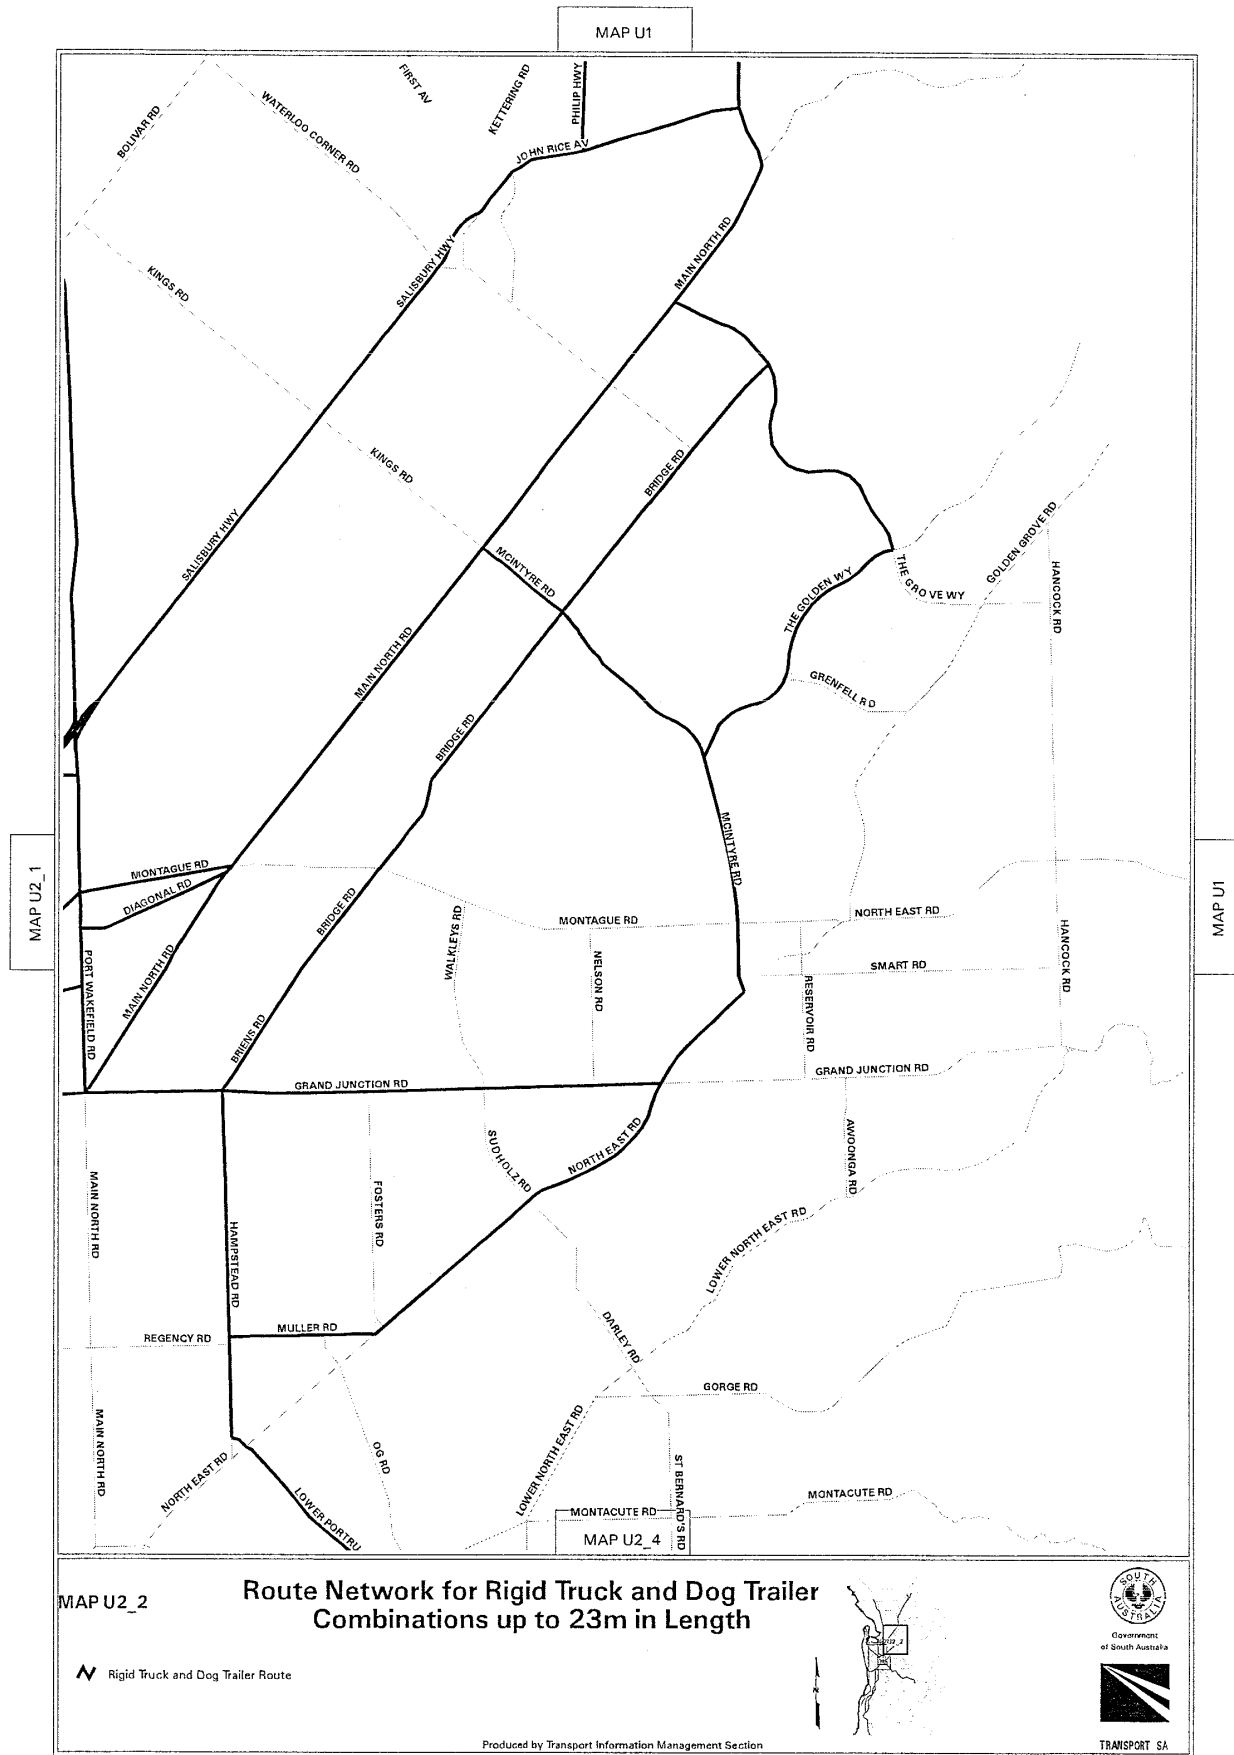 MAP U1
FIRST AV
KETTERING RD
PHILIP HWY
BOLIVAR RD
WATERLOO CORNER RD
JOHN RICE AV
MAIN NORTH RD
KINGS RD
SALISBURY HWY
KINGS RD
BRIDGE RD
SALISBURY HWY
MCINTYRE RD
THE GOLDEN WY
THE GROVE WY
GOLDEN GROVE RD
HANCOCK RD
MAIN NORTH RD
GRENFELL RD
BRIDGE RD
MCINTYRE RD
MAP U2_1
MAP U1
MONTAGUE RD
DIAGONAL RD
BRIDGE RD
WALKLEYS RD
MONTAGUE RD
NORTH EAST RD
HANCOCK RD
PORT WAKEFIELD RD
MAIN NORTH RD
NELSON RD
SMART RD
RESERVOIR RD
BRIENS RD
GRAND JUNCTION RD
GRAND JUNCTION RD
MAIN NORTH RD
HAMPSTEAD RD
FOSTERS RD
SUDHOLZ RD
NORTH EAST RD
AWOONGA RD
LOWER NORTH EAST RD
REGENCY RD
MULLER RD
DARLEY RD
GORGE RD
MAIN NORTH RD
NORTH EAST RD
OG RD
LOWER NORTH EAST RD
LOWER PORTRU
ST BERNARD'S RD
MONTACUTE RD
MONTACUTE RD
MAP U2_4
MAP U2_2
Route Network for Rigid Truck and Dog Trailer
Combinations up to 23m in Length
Rigid Truck and Dog Trailer Route
N
SOUTH
AUSTRALIA
Government
of South Australia
TRANSPORT SA
Produced by Transport Information Management Section